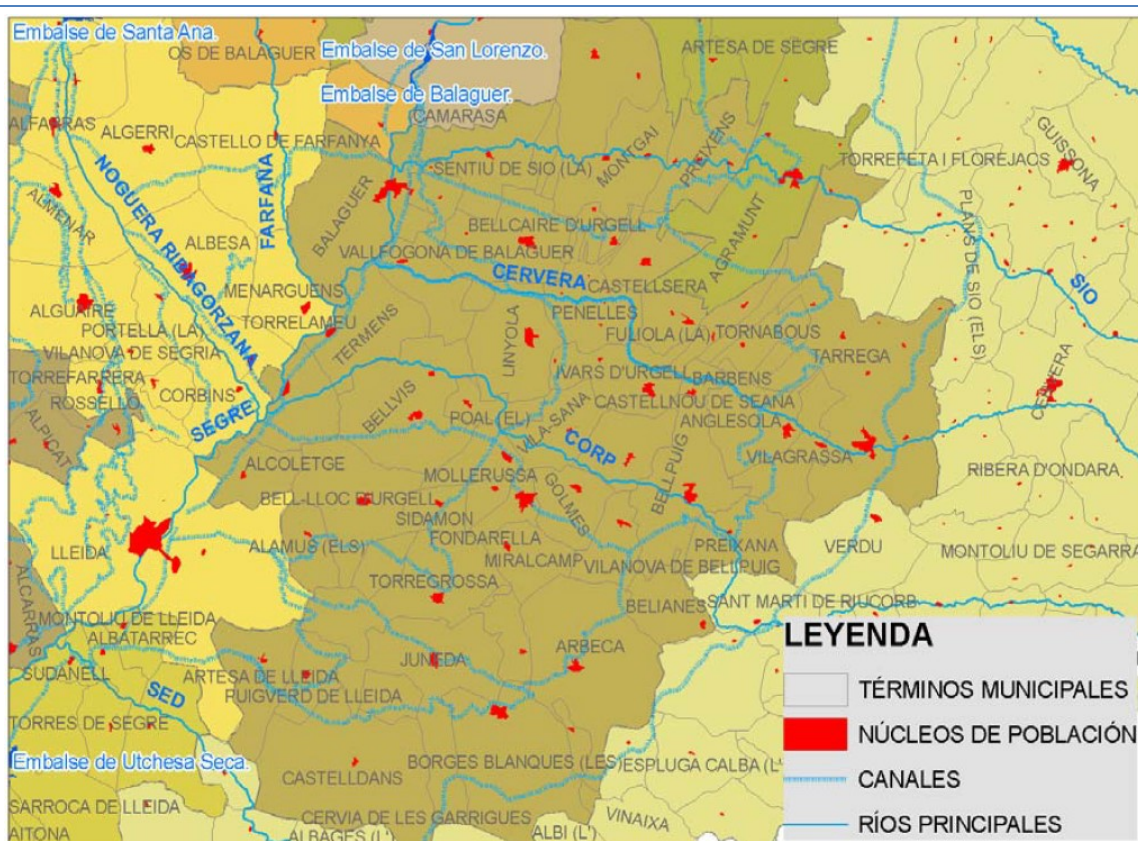 Embalse de Santa Ana.
OS DE BALAGUER
Embalse de San Lorenzo.
ARTESA DE SEGRE
Embalse de Balaguer.
CAMARASA
ALFARRAS
ALGERRI
CASTELLO DE FARFANYA
NOGUERA RIBAGORZANA
FARFAÑA
SENTIU DE SIO (LA)
MONTGAI
PREIXENS
TORREFETA I FLOREJACS
GUISSONA
ALMENAR
BALAGUER
ALBESA
BELLCAIRE D'URGELL
VALLFOGONA DE BALAGUER
AGRAMUNT
PLANS DE SIO (ELS)
SIO
CERVERA
MENARGUENS
CASTELLSERA
ALGUAIRE
PORTELLA (LA)
TORRELAMEU
TERMENS
PENELLES
LINYOLA
FULIOLA (LA)
TORNABOUS
VILANOVA DE SEGRIA
TARREGA
TORREFARRERA
ROSSELLO
CORBINS
IVARS D'URGELL
BARBENS
CERVERA
SEGRE
BELLVIS
POAL (EL)
VILA-SANA
CASTELLNOU DE SEANA
ANGLESOLA
ALPICAT
CORP
VILAGRASSA
ALCOLETGE
MOLLERUSSA
BELLPUIG
RIBERA D'ONDARA
BELL-LLOC D'URGELL
GOLMES
SIDAMON
FONDARELLA
LLEIDA
ALAMUS (ELS)
MIRALCAMP
PREIXANA
VERDU
MONTOLIU DE SEGARRA
VILANOVA DE BELLPUIG
TORREGROSSA
ALCARRAS
MONTOLIU DE LLEIDA
ALBATARREC
BELIANES
SANT MARTI DE RIUCORB
SUDANELL
ARTESA DE LLEIDA
JUNEDA
ARBECA
SED
PUIGVERD DE LLEIDA
TORRES DE SEGRE
Embalse de Utchesa Seca.
CASTELLDANS
BORGES BLANQUES (LES)
ESPLUGA CALBA (L'
SARROCA DE LLEIDA
CERVIA DE LES GARRIGUES
VINAIXA
AITONA
ALBAGES (L')
ALBI (L')
LEYENDA
TÉRMINOS MUNICIPALES
NÚCLEOS DE POBLACIÓN
CANALES
RÍOS PRINCIPALES